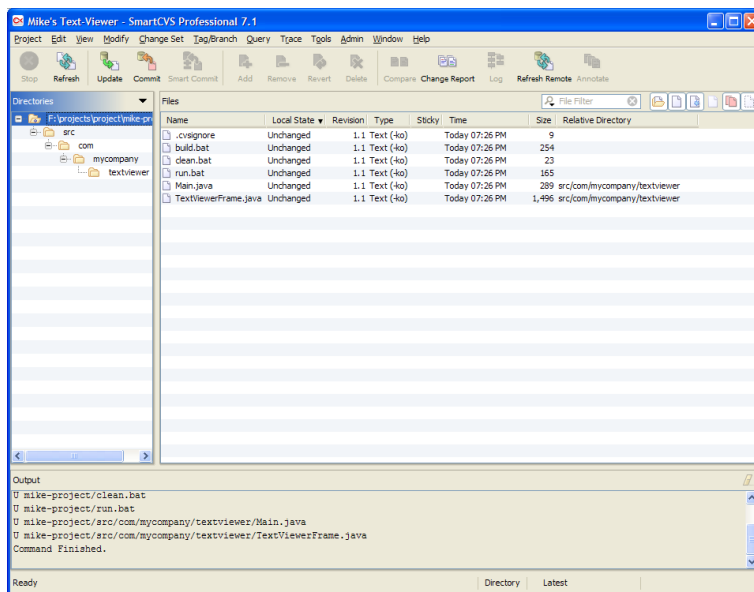 Mike's Text-Viewer - SmartCVS Professional 7.1
Project Edit View Modify Change Set Tag/Branch Query Trace Tools Admin Window Help
Stop Refresh Update Commit Smart Commit Add Remove Revert Delete Compare Change Report Log Refresh Remote Annotate
Directories
F:\projects\project\mike-pr
src
com
mycompany
textviewer
Files
File Filter
Name Local State Revision Type Sticky Time Size Relative Directory
.cvsignore Unchanged 1.1 Text (-ko) Today 07:26 PM 9
build.bat Unchanged 1.1 Text (-ko) Today 07:26 PM 254
clean.bat Unchanged 1.1 Text (-ko) Today 07:26 PM 23
run.bat Unchanged 1.1 Text (-ko) Today 07:26 PM 165
Main.java Unchanged 1.1 Text (-ko) Today 07:26 PM 289 src/com/mycompany/textviewer
TextViewerFrame.java Unchanged 1.1 Text (-ko) Today 07:26 PM 1,496 src/com/mycompany/textviewer
Output
U mike-project/clean.bat
U mike-project/run.bat
U mike-project/src/com/mycompany/textviewer/Main.java
U mike-project/src/com/mycompany/textviewer/TextViewerFrame.java
Command Finished.
Ready Directory Latest